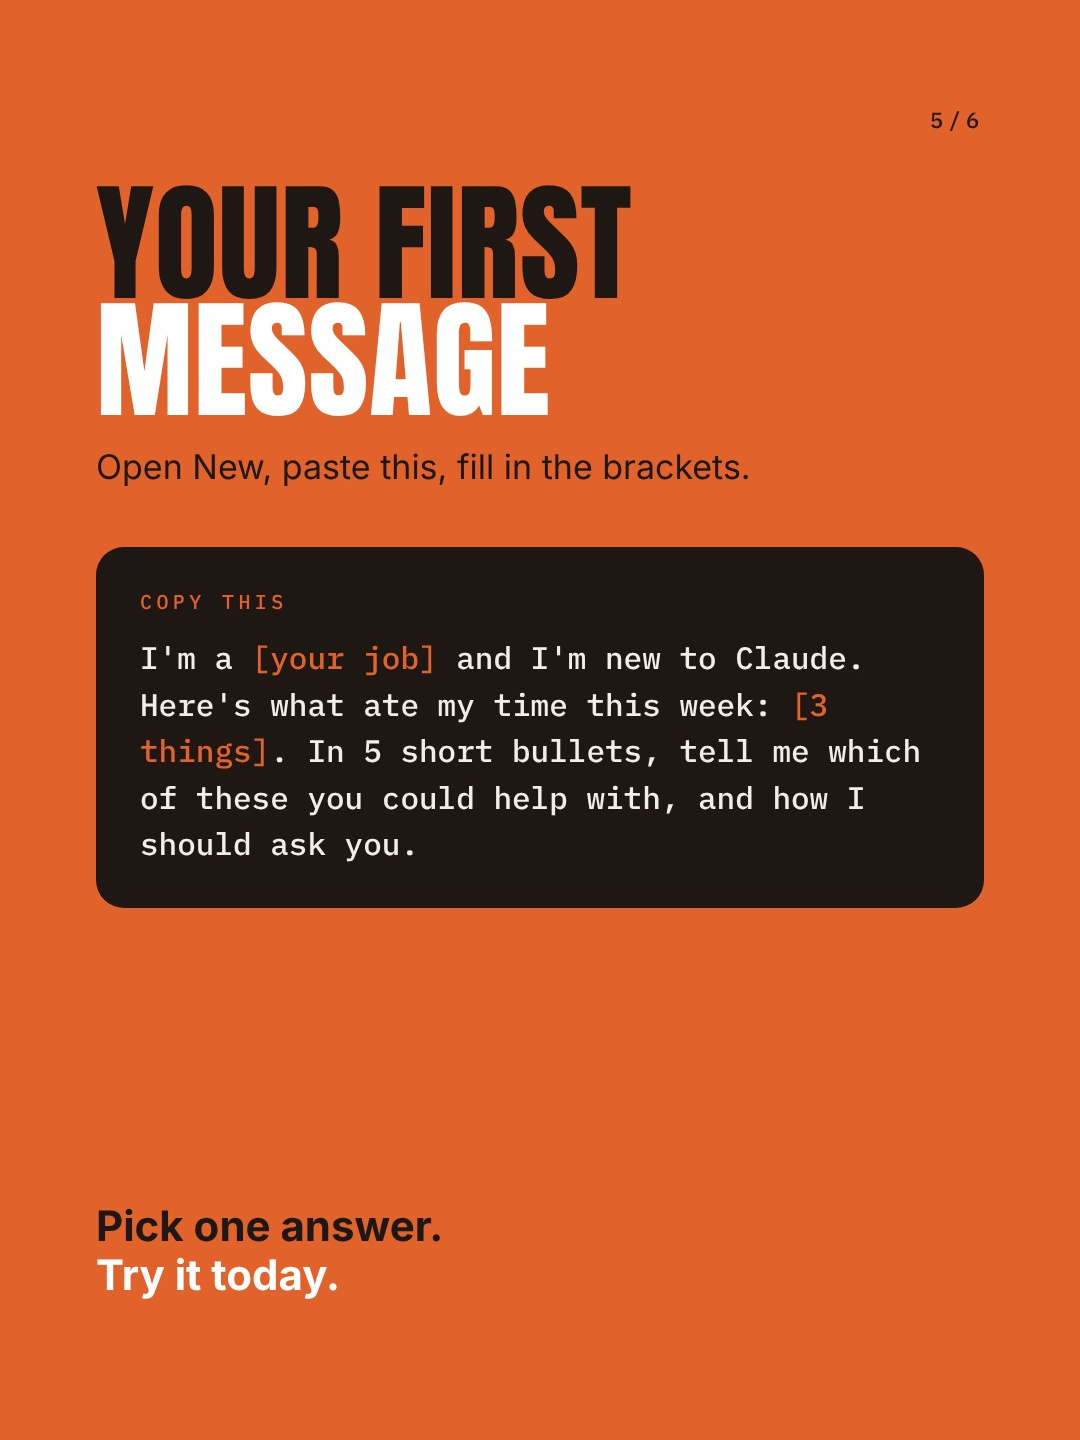 5 / 6
YOUR FIRST
MESSAGE
Open New, paste this, fill in the brackets.
COPY THIS
I'm a [your job] and I'm new to Claude.
Here's what ate my time this week: [3
things]. In 5 short bullets, tell me which
of these you could help with, and how I
should ask you.
Pick one answer.
Try it today.